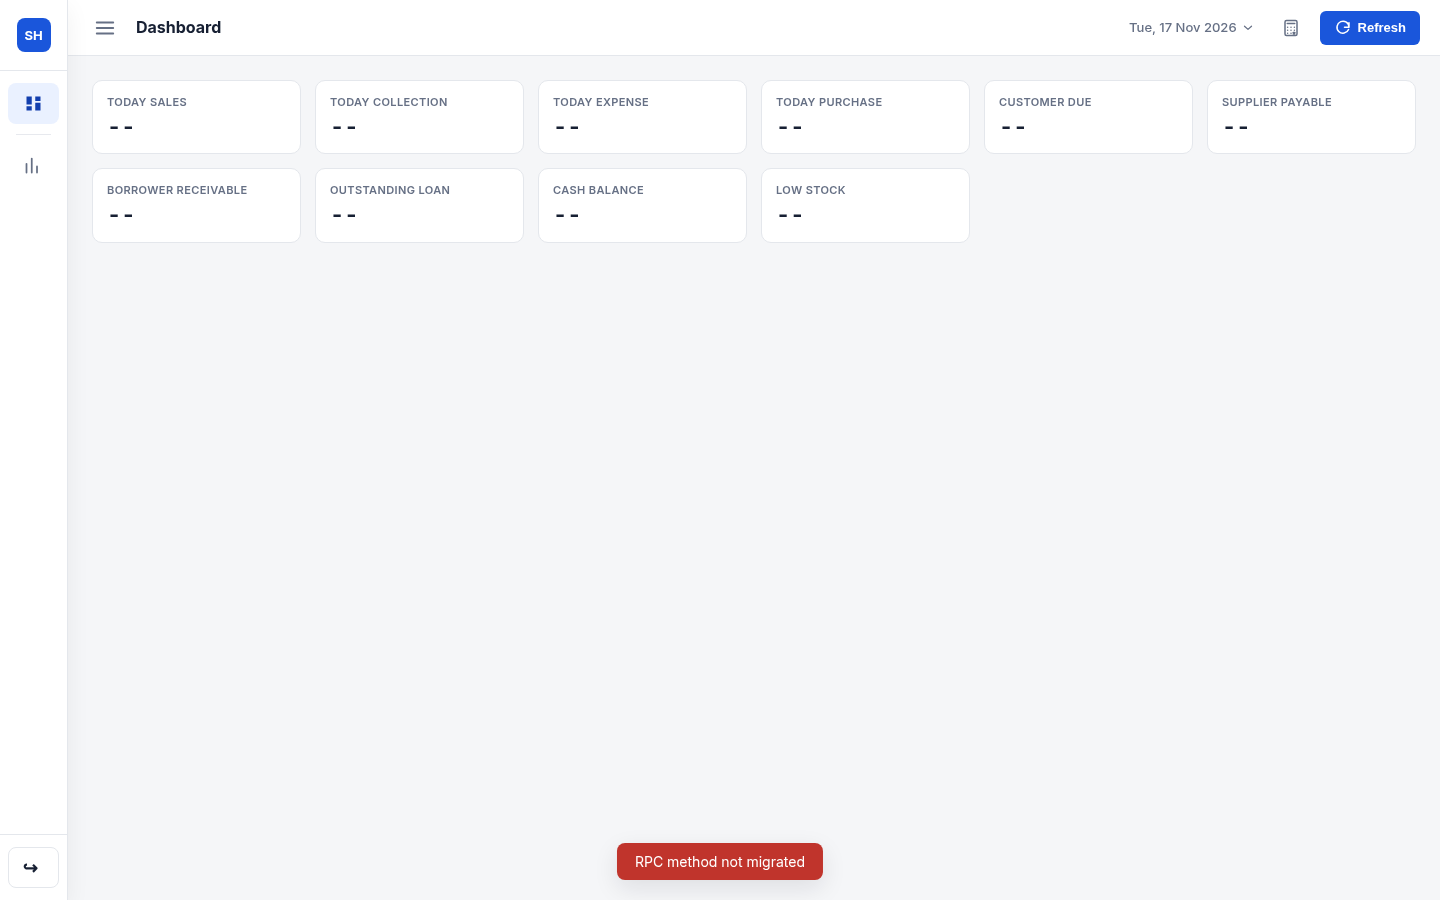 SH
Dashboard
Tue, 17 Nov 2026
Refresh
TODAY SALES
--
TODAY COLLECTION
--
TODAY EXPENSE
--
TODAY PURCHASE
--
CUSTOMER DUE
--
SUPPLIER PAYABLE
--
BORROWER RECEIVABLE
--
OUTSTANDING LOAN
--
CASH BALANCE
--
LOW STOCK
--
RPC method not migrated